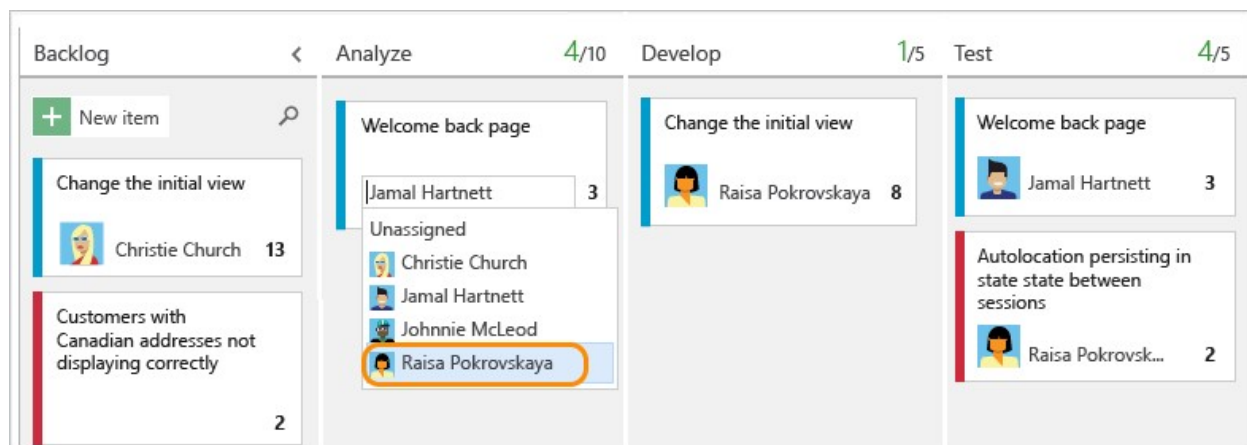 Backlog <
New item
Change the initial view
Christie Church 13
Customers with
Canadian addresses not
displaying correctly
2
Analyze 4/10
Welcome back page
Jamal Hartnett 3
Unassigned
Christie Church
Jamal Hartnett
Johnnie McLeod
Raisa Pokrovskaya
Develop 1/5
Change the initial view
Raisa Pokrovskaya 8
Test 4/5
Welcome back page
Jamal Hartnett 3
Autolocation persisting in
state state between
sessions
Raisa Pokrovsk... 2